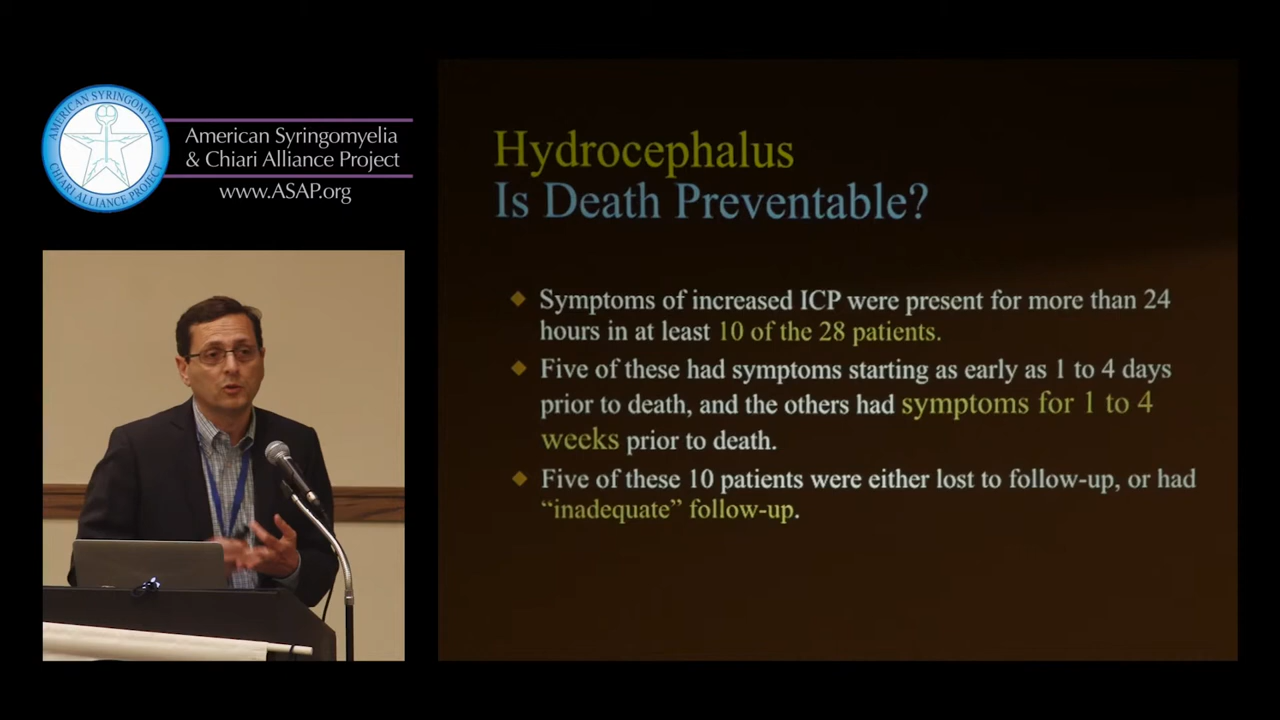 AMERICAN SYRINGOMYELIA
CHIARI ALLIANCE PROJECT
American Syringomyelia
& Chiari Alliance Project
www.ASAP.org
Hydrocephalus
Is Death Preventable?
Symptoms of increased ICP were present for more than 24
hours in at least 10 of the 28 patients.
Five of these had symptoms starting as early as 1 to 4 days
prior to death, and the others had symptoms for 1 to 4
weeks prior to death.
Five of these 10 patients were either lost to follow-up, or had
“inadequate” follow-up.